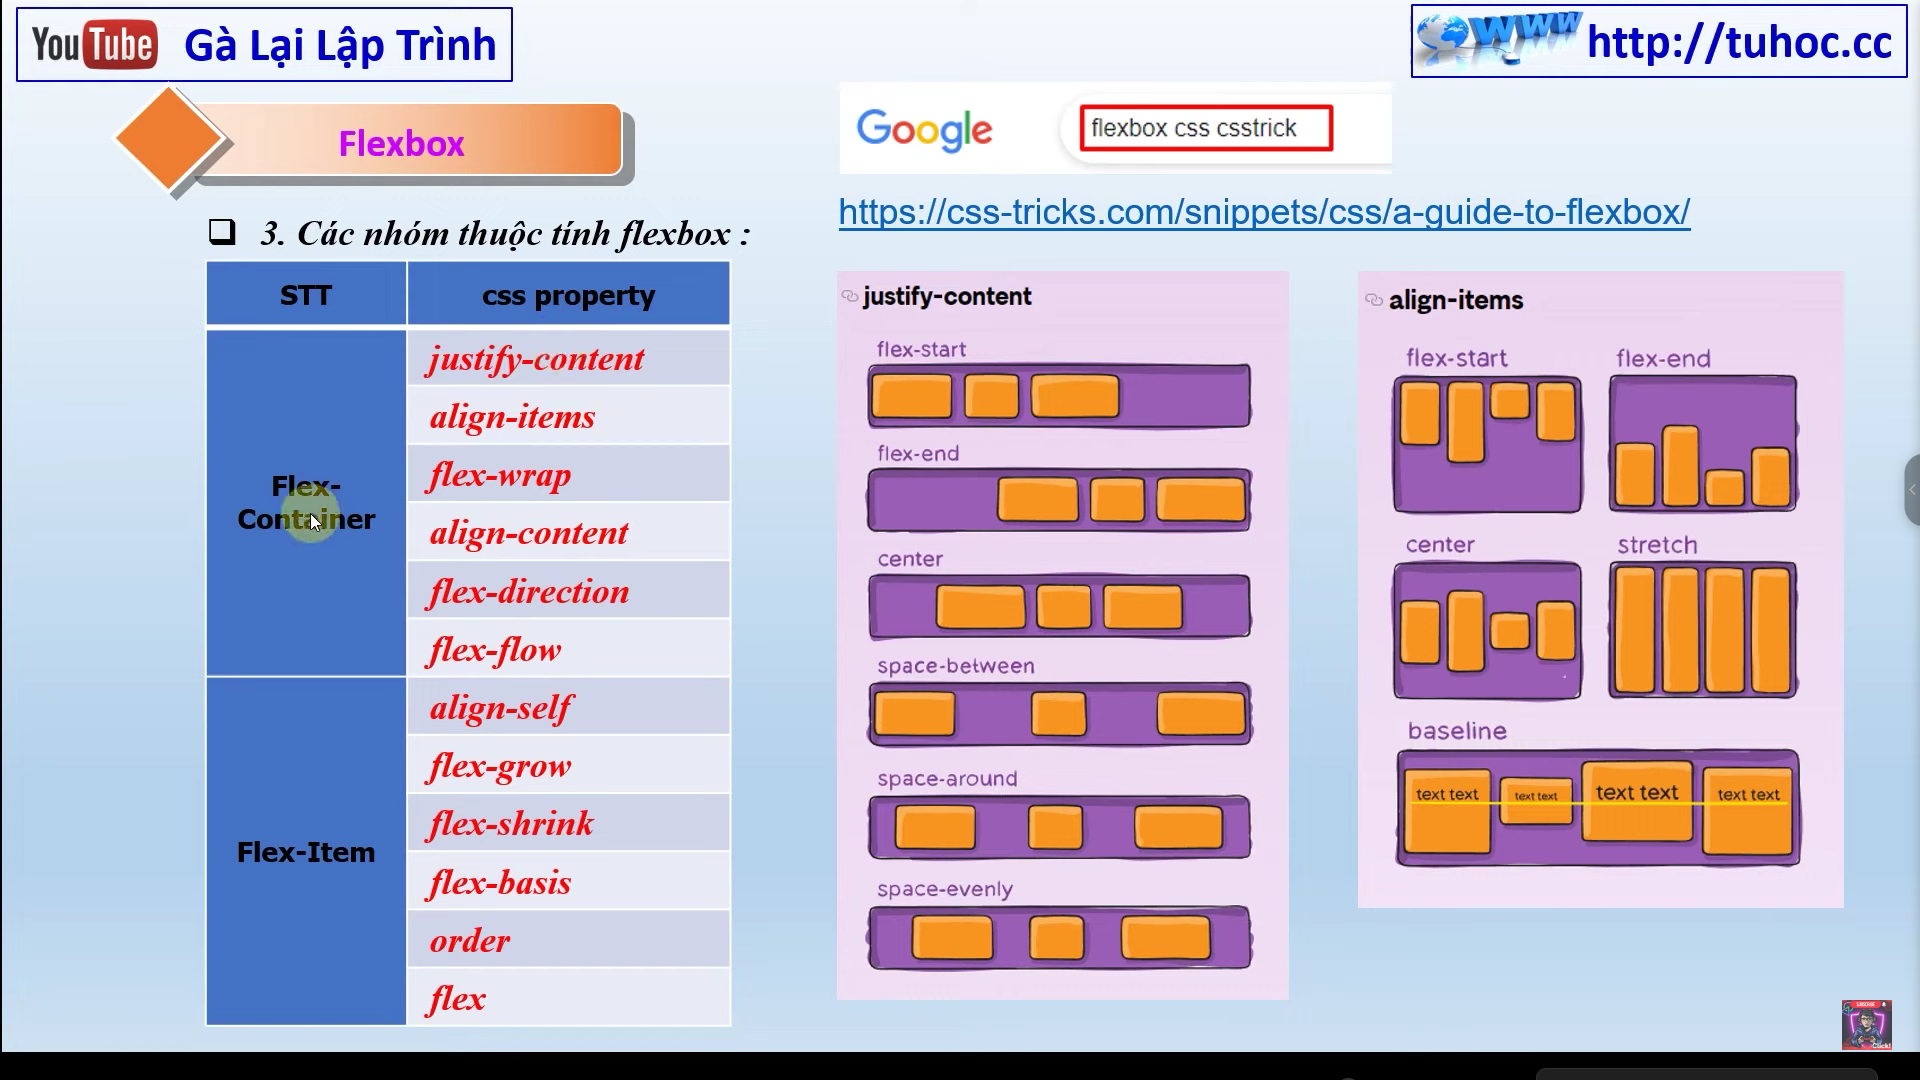 YouTube Gà Lại Lập Trình
http://tuhoc.cc
WWW
Flexbox
Google
flexbox css csstrick
https://css-tricks.com/snippets/css/a-guide-to-flexbox/
3. Các nhóm thuộc tính flexbox :
STT
css property
Flex-
Container
justify-content
align-items
flex-wrap
align-content
flex-direction
flex-flow
Flex-Item
align-self
flex-grow
flex-shrink
flex-basis
order
flex
justify-content
flex-start
flex-end
center
space-between
space-around
space-evenly
align-items
flex-start
flex-end
center
stretch
baseline
text text
text text
text text
text text
SUBSCRIBE
Click!